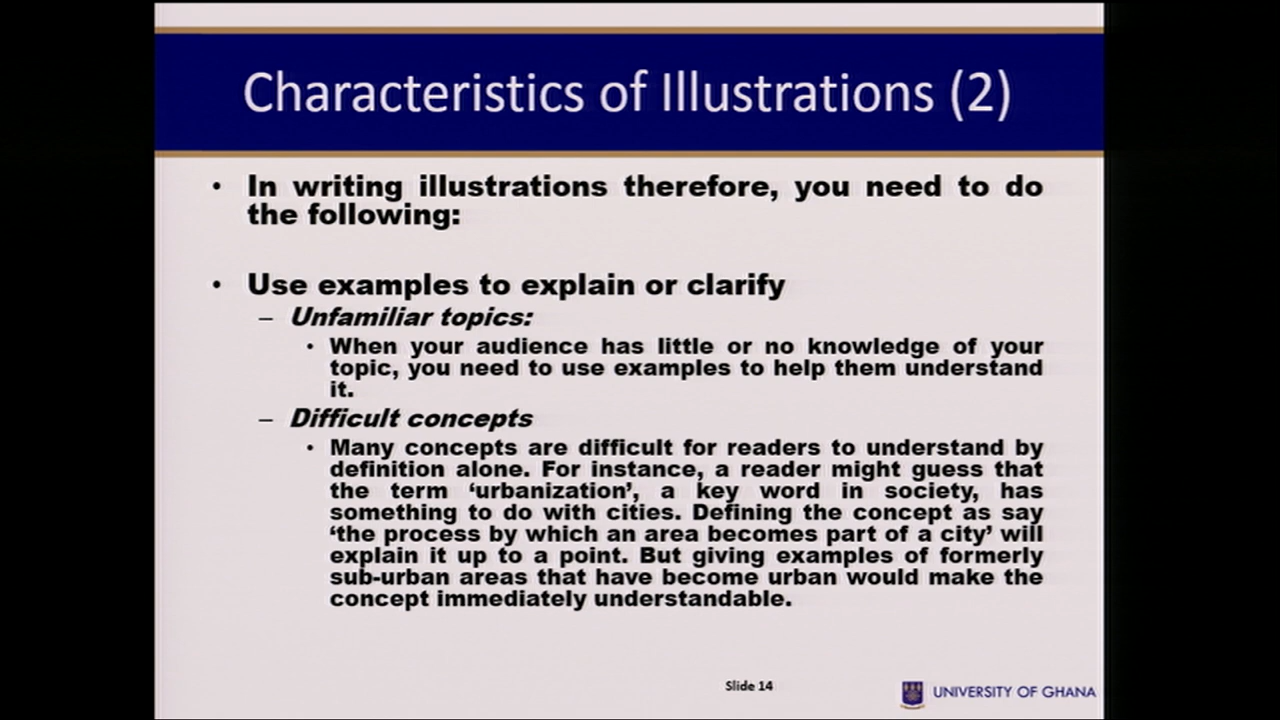 Characteristics of Illustrations (2)
• In writing illustrations therefore, you need to do
the following:
• Use examples to explain or clarify
– Unfamiliar topics:
• When your audience has little or no knowledge of your
topic, you need to use examples to help them understand
it.
– Difficult concepts
• Many concepts are difficult for readers to understand by
definition alone. For instance, a reader might guess that
the term ‘urbanization’, a key word in society, has
something to do with cities. Defining the concept as say
‘the process by which an area becomes part of a city’ will
explain it up to a point. But giving examples of formerly
sub-urban areas that have become urban would make the
concept immediately understandable.
Slide 14
UNIVERSITY OF GHANA